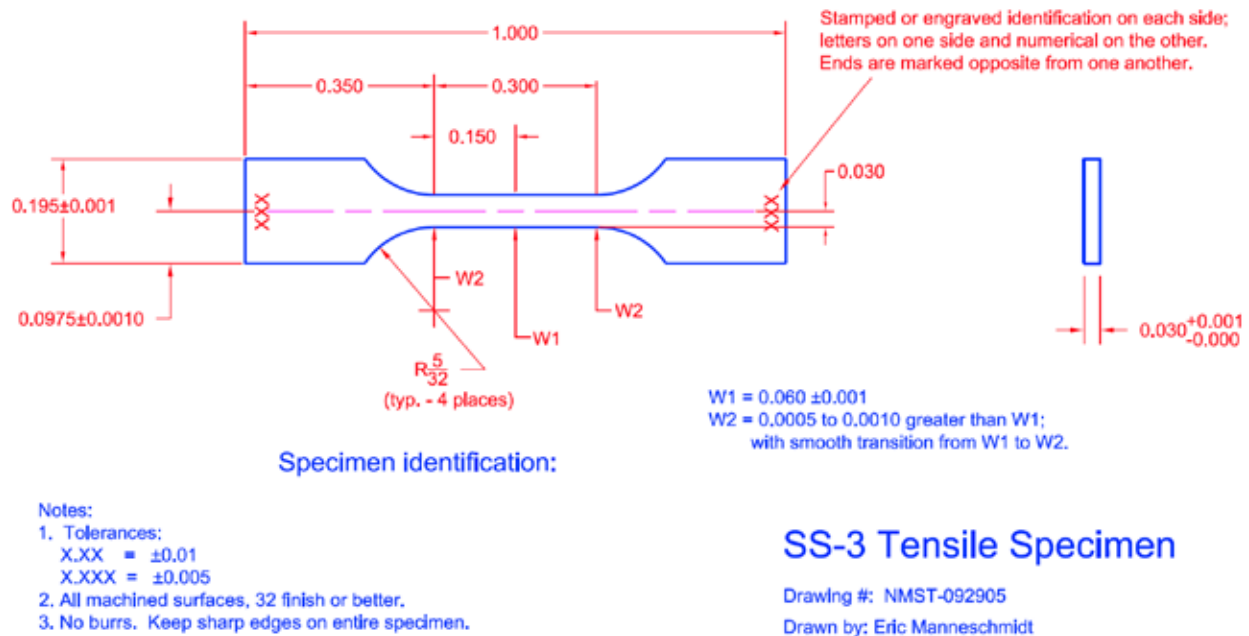 1.000
Stamped or engraved identification on each side;
letters on one side and numerical on the other.
Ends are marked opposite from one another.
0.350
0.300
0.150
0.030
0.195±0.001
XXX
XXX
0.0975±0.0010
W2
W2
W1
R5/32
(typ. - 4 places)
0.030+0.001
-0.000
W1 = 0.060 ±0.001
W2 = 0.0005 to 0.0010 greater than W1;
with smooth transition from W1 to W2.
Specimen identification:
Notes:
1. Tolerances:
X.XX = ±0.01
X.XXX = ±0.005
2. All machined surfaces, 32 finish or better.
3. No burrs. Keep sharp edges on entire specimen.
SS-3 Tensile Specimen
Drawing #: NMST-092905
Drawn by: Eric Manneschmidt